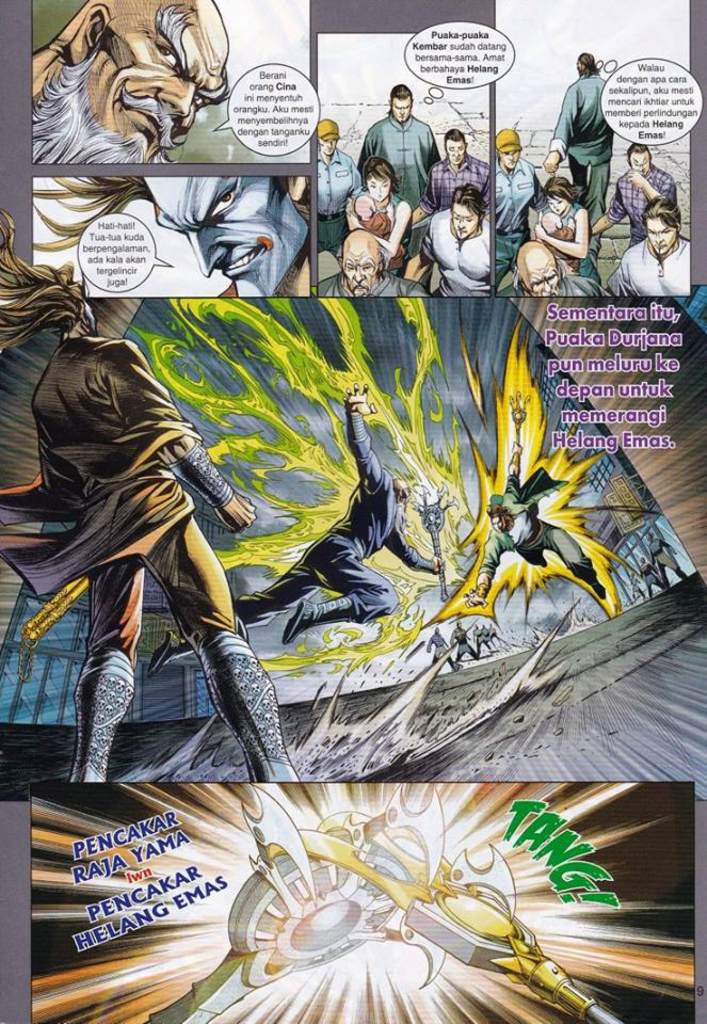 Berani
orang Cina
ini menyentuh
orangku. Aku mesti
menyembelihnya
dengan tanganku
sendiri!
Hati-hati!
Tua-tua kuda
berpengalaman,
ada kala akan
tergelincir
juga!
Puaka-puaka
Kembar sudah datang
bersama-sama. Amat
berbahaya Helang
Emas!
Walau
dengan apa cara
sekalipun, aku mesti
mencari ikhtiar untuk
memberi perlindungan
kepada Helang
Emas!
Sementara itu,
Puaka Durjana
pun meluru ke
depan untuk
memerangi
Helang Emas.
PENCAKAR
RAJA YAMA
lwn
PENCAKAR
HELANG EMAS
TANG!
9